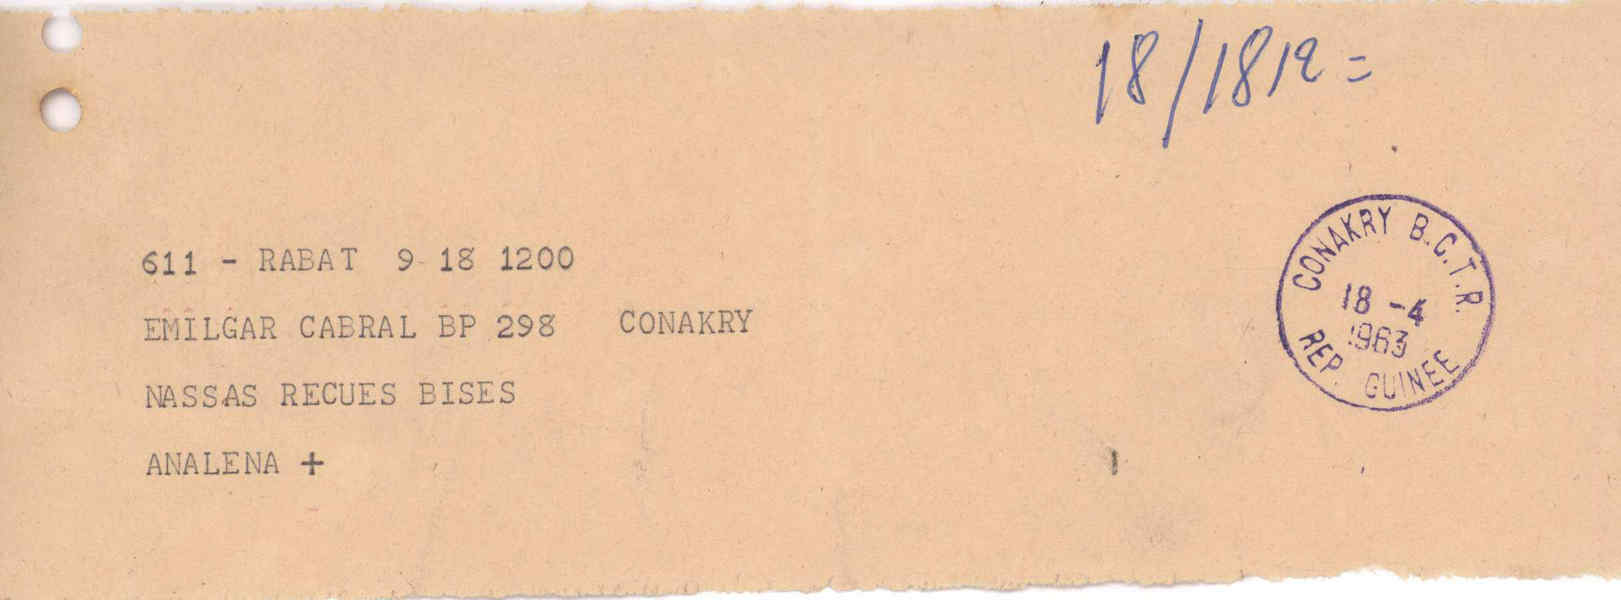 18/1812=
611 - RABAT 9 18 1200
EMILGAR CABRAL BP 298 CONAKRY
NASSAS RECUES BISES
ANALENA +
CONAKRY B.C.T.R.
18 -4
1963
REP. GUINEE